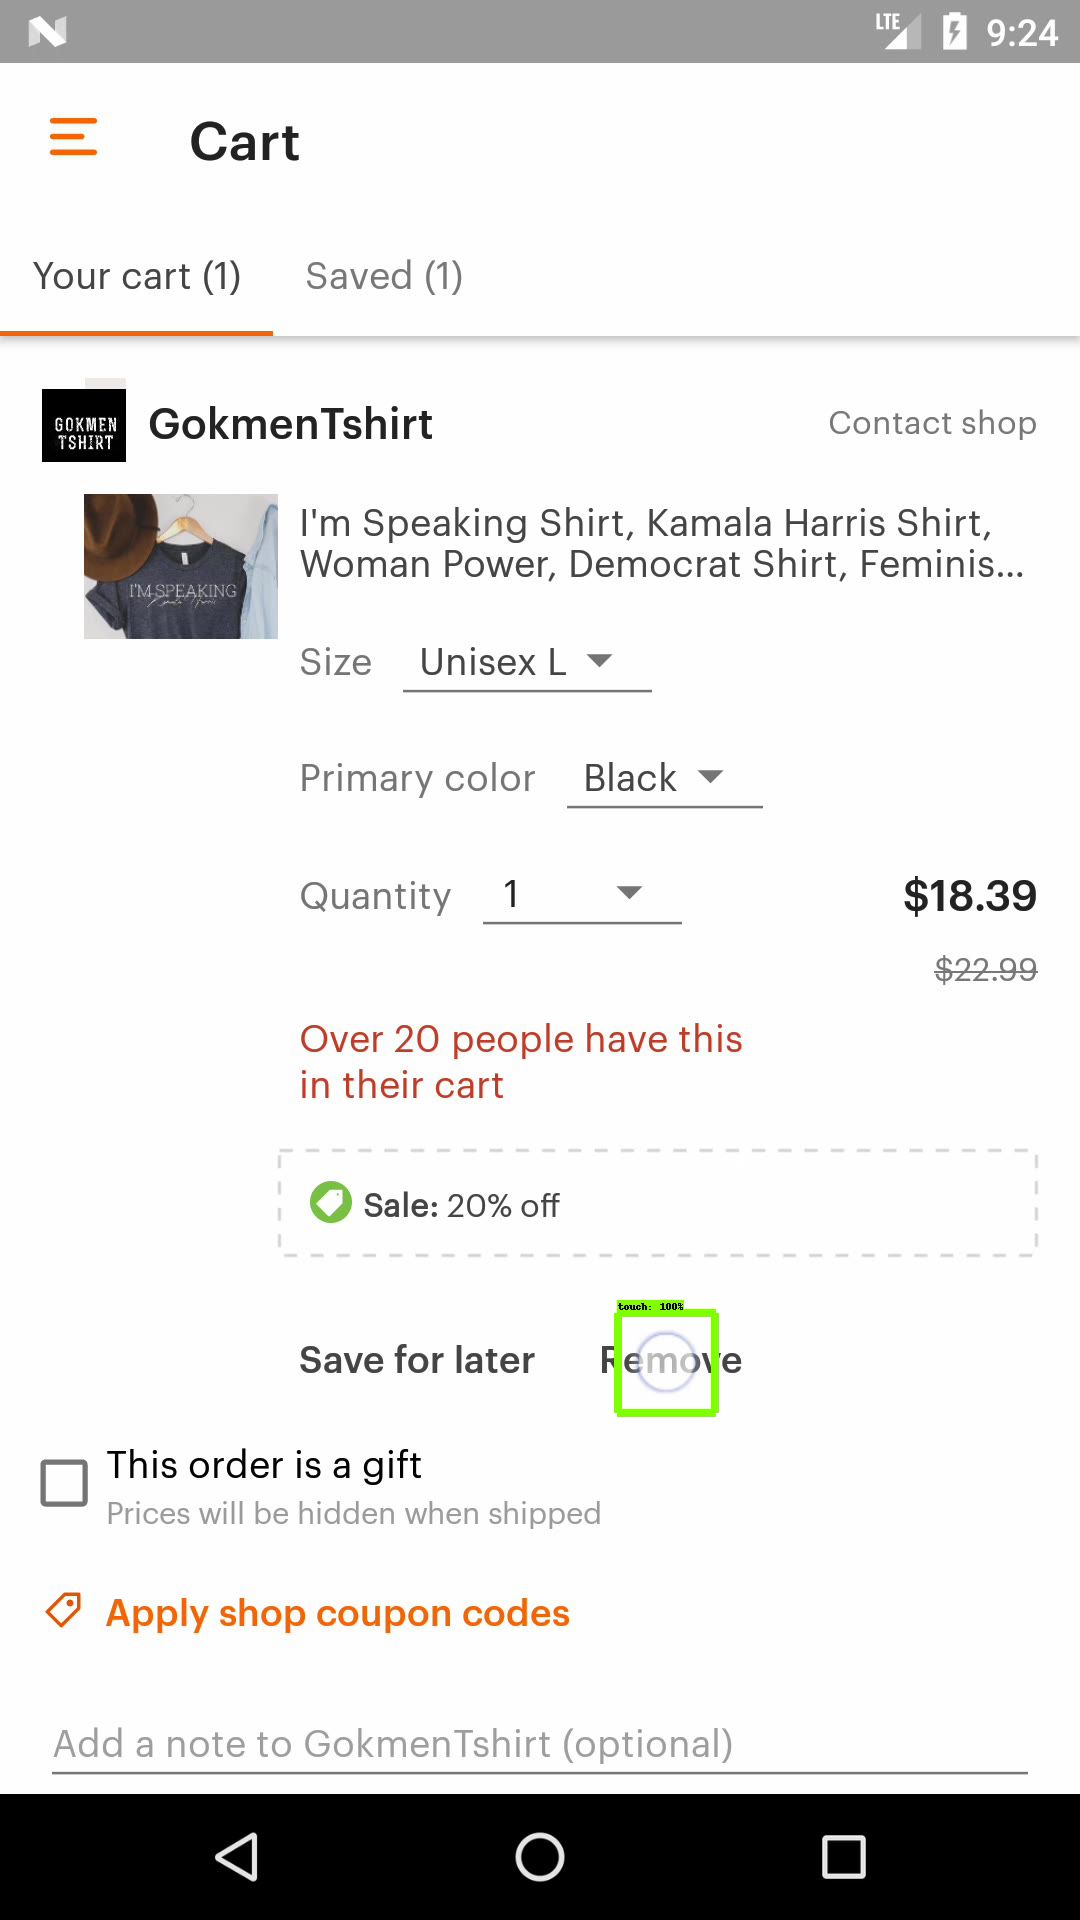 LTE 9:24
Cart
Your cart (1) Saved (1)
GOKMEN
TSHIRT
GokmenTshirt
Contact shop
I'm Speaking Shirt, Kamala Harris Shirt,
Woman Power, Democrat Shirt, Feminis...
I'M SPEAKING
Size Unisex L
Primary color Black
Quantity 1
$18.39
$22.99
Over 20 people have this
in their cart
Sale: 20% off
touch: 100%
Save for later Remove
This order is a gift
Prices will be hidden when shipped
Apply shop coupon codes
Add a note to GokmenTshirt (optional)